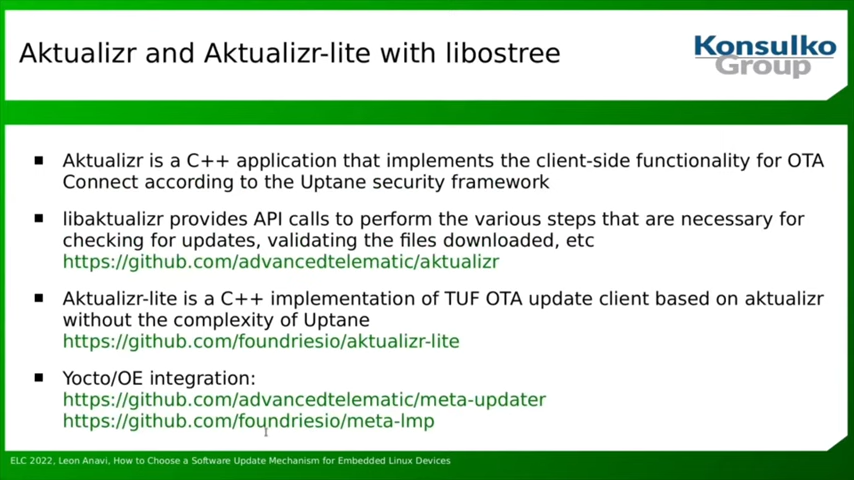 Aktualizr and Aktualizr-lite with libostree
Konsulko
Group
Aktualizr is a C++ application that implements the client-side functionality for OTA
Connect according to the Uptane security framework
libaktualizr provides API calls to perform the various steps that are necessary for
checking for updates, validating the files downloaded, etc
https://github.com/advancedtelematic/aktualizr
Aktualizr-lite is a C++ implementation of TUF OTA update client based on aktualizr
without the complexity of Uptane
https://github.com/foundriesio/aktualizr-lite
Yocto/OE integration:
https://github.com/advancedtelematic/meta-updater
https://github.com/foundriesio/meta-lmp
ELC 2022, Leon Anavi, How to Choose a Software Update Mechanism for Embedded Linux Devices